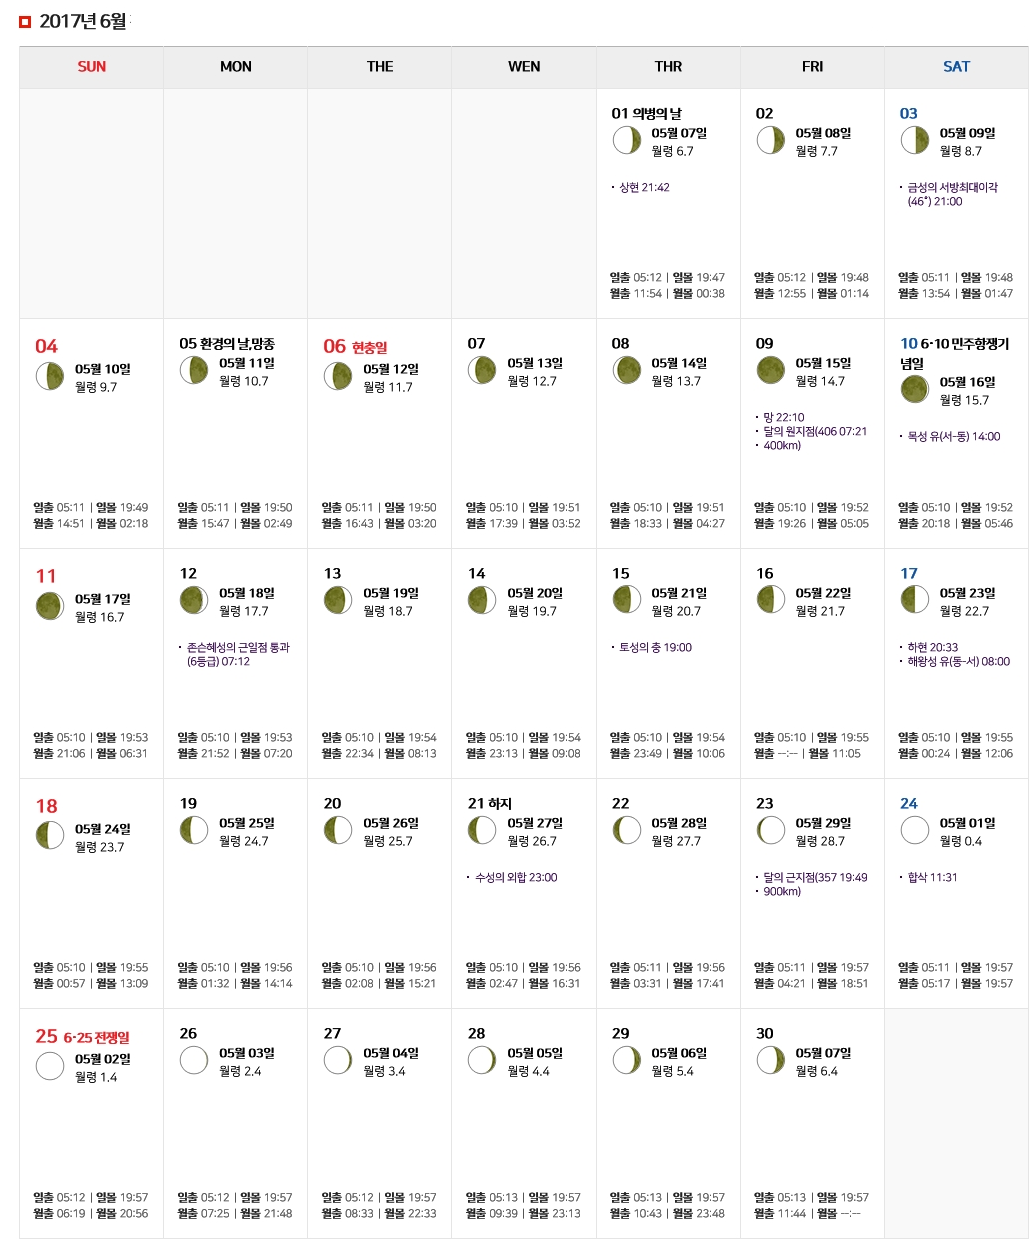 2017년 6월
SUN MON THE WEN THR FRI SAT
01 의병의 날
05월 07일
월령 6.7
· 상현 21:42
일출 05:12 | 일몰 19:47
월출 11:54 | 월몰 00:38
02
05월 08일
월령 7.7
일출 05:12 | 일몰 19:48
월출 12:55 | 월몰 01:14
03
05월 09일
월령 8.7
· 금성의 서방최대이각
(46˚) 21:00
일출 05:11 | 일몰 19:48
월출 13:54 | 월몰 01:47
04
05월 10일
월령 9.7
일출 05:11 | 일몰 19:49
월출 14:51 | 월몰 02:18
05 환경의 날,망종
05월 11일
월령 10.7
일출 05:11 | 일몰 19:50
월출 15:47 | 월몰 02:49
06 현충일
05월 12일
월령 11.7
일출 05:11 | 일몰 19:50
월출 16:43 | 월몰 03:20
07
05월 13일
월령 12.7
일출 05:10 | 일몰 19:51
월출 17:39 | 월몰 03:52
08
05월 14일
월령 13.7
일출 05:10 | 일몰 19:51
월출 18:33 | 월몰 04:27
09
05월 15일
월령 14.7
· 망 22:10
· 달의 원지점(406 07:21
· 400km)
일출 05:10 | 일몰 19:52
월출 19:26 | 월몰 05:05
10 6·10 민주항쟁기
념일
05월 16일
월령 15.7
· 목성 유(서-동) 14:00
일출 05:10 | 일몰 19:52
월출 20:18 | 월몰 05:46
11
05월 17일
월령 16.7
일출 05:10 | 일몰 19:53
월출 21:06 | 월몰 06:31
12
05월 18일
월령 17.7
· 존슨혜성의 근일점 통과
(6등급) 07:12
일출 05:10 | 일몰 19:53
월출 21:52 | 월몰 07:20
13
05월 19일
월령 18.7
일출 05:10 | 일몰 19:54
월출 22:34 | 월몰 08:13
14
05월 20일
월령 19.7
일출 05:10 | 일몰 19:54
월출 23:13 | 월몰 09:08
15
05월 21일
월령 20.7
· 토성의 충 19:00
일출 05:10 | 일몰 19:54
월출 23:49 | 월몰 10:06
16
05월 22일
월령 21.7
일출 05:10 | 일몰 19:55
월출 --:-- | 월몰 11:05
17
05월 23일
월령 22.7
· 하현 20:33
· 해왕성 유(동-서) 08:00
일출 05:10 | 일몰 19:55
월출 00:24 | 월몰 12:06
18
05월 24일
월령 23.7
일출 05:10 | 일몰 19:55
월출 00:57 | 월몰 13:09
19
05월 25일
월령 24.7
일출 05:10 | 일몰 19:56
월출 01:32 | 월몰 14:14
20
05월 26일
월령 25.7
일출 05:10 | 일몰 19:56
월출 02:08 | 월몰 15:21
21 하지
05월 27일
월령 26.7
· 수성의 외합 23:00
일출 05:10 | 일몰 19:56
월출 02:47 | 월몰 16:31
22
05월 28일
월령 27.7
일출 05:11 | 일몰 19:56
월출 03:31 | 월몰 17:41
23
05월 29일
월령 28.7
· 달의 근지점(357 19:49
· 900km)
일출 05:11 | 일몰 19:57
월출 04:21 | 월몰 18:51
24
05월 01일
월령 0.4
· 합삭 11:31
일출 05:11 | 일몰 19:57
월출 05:17 | 월몰 19:57
25 6·25 전쟁일
05월 02일
월령 1.4
일출 05:12 | 일몰 19:57
월출 06:19 | 월몰 20:56
26
05월 03일
월령 2.4
일출 05:12 | 일몰 19:57
월출 07:25 | 월몰 21:48
27
05월 04일
월령 3.4
일출 05:12 | 일몰 19:57
월출 08:33 | 월몰 22:33
28
05월 05일
월령 4.4
일출 05:13 | 일몰 19:57
월출 09:39 | 월몰 23:13
29
05월 06일
월령 5.4
일출 05:13 | 일몰 19:57
월출 10:43 | 월몰 23:48
30
05월 07일
월령 6.4
일출 05:13 | 일몰 19:57
월출 11:44 | 월몰 --:--